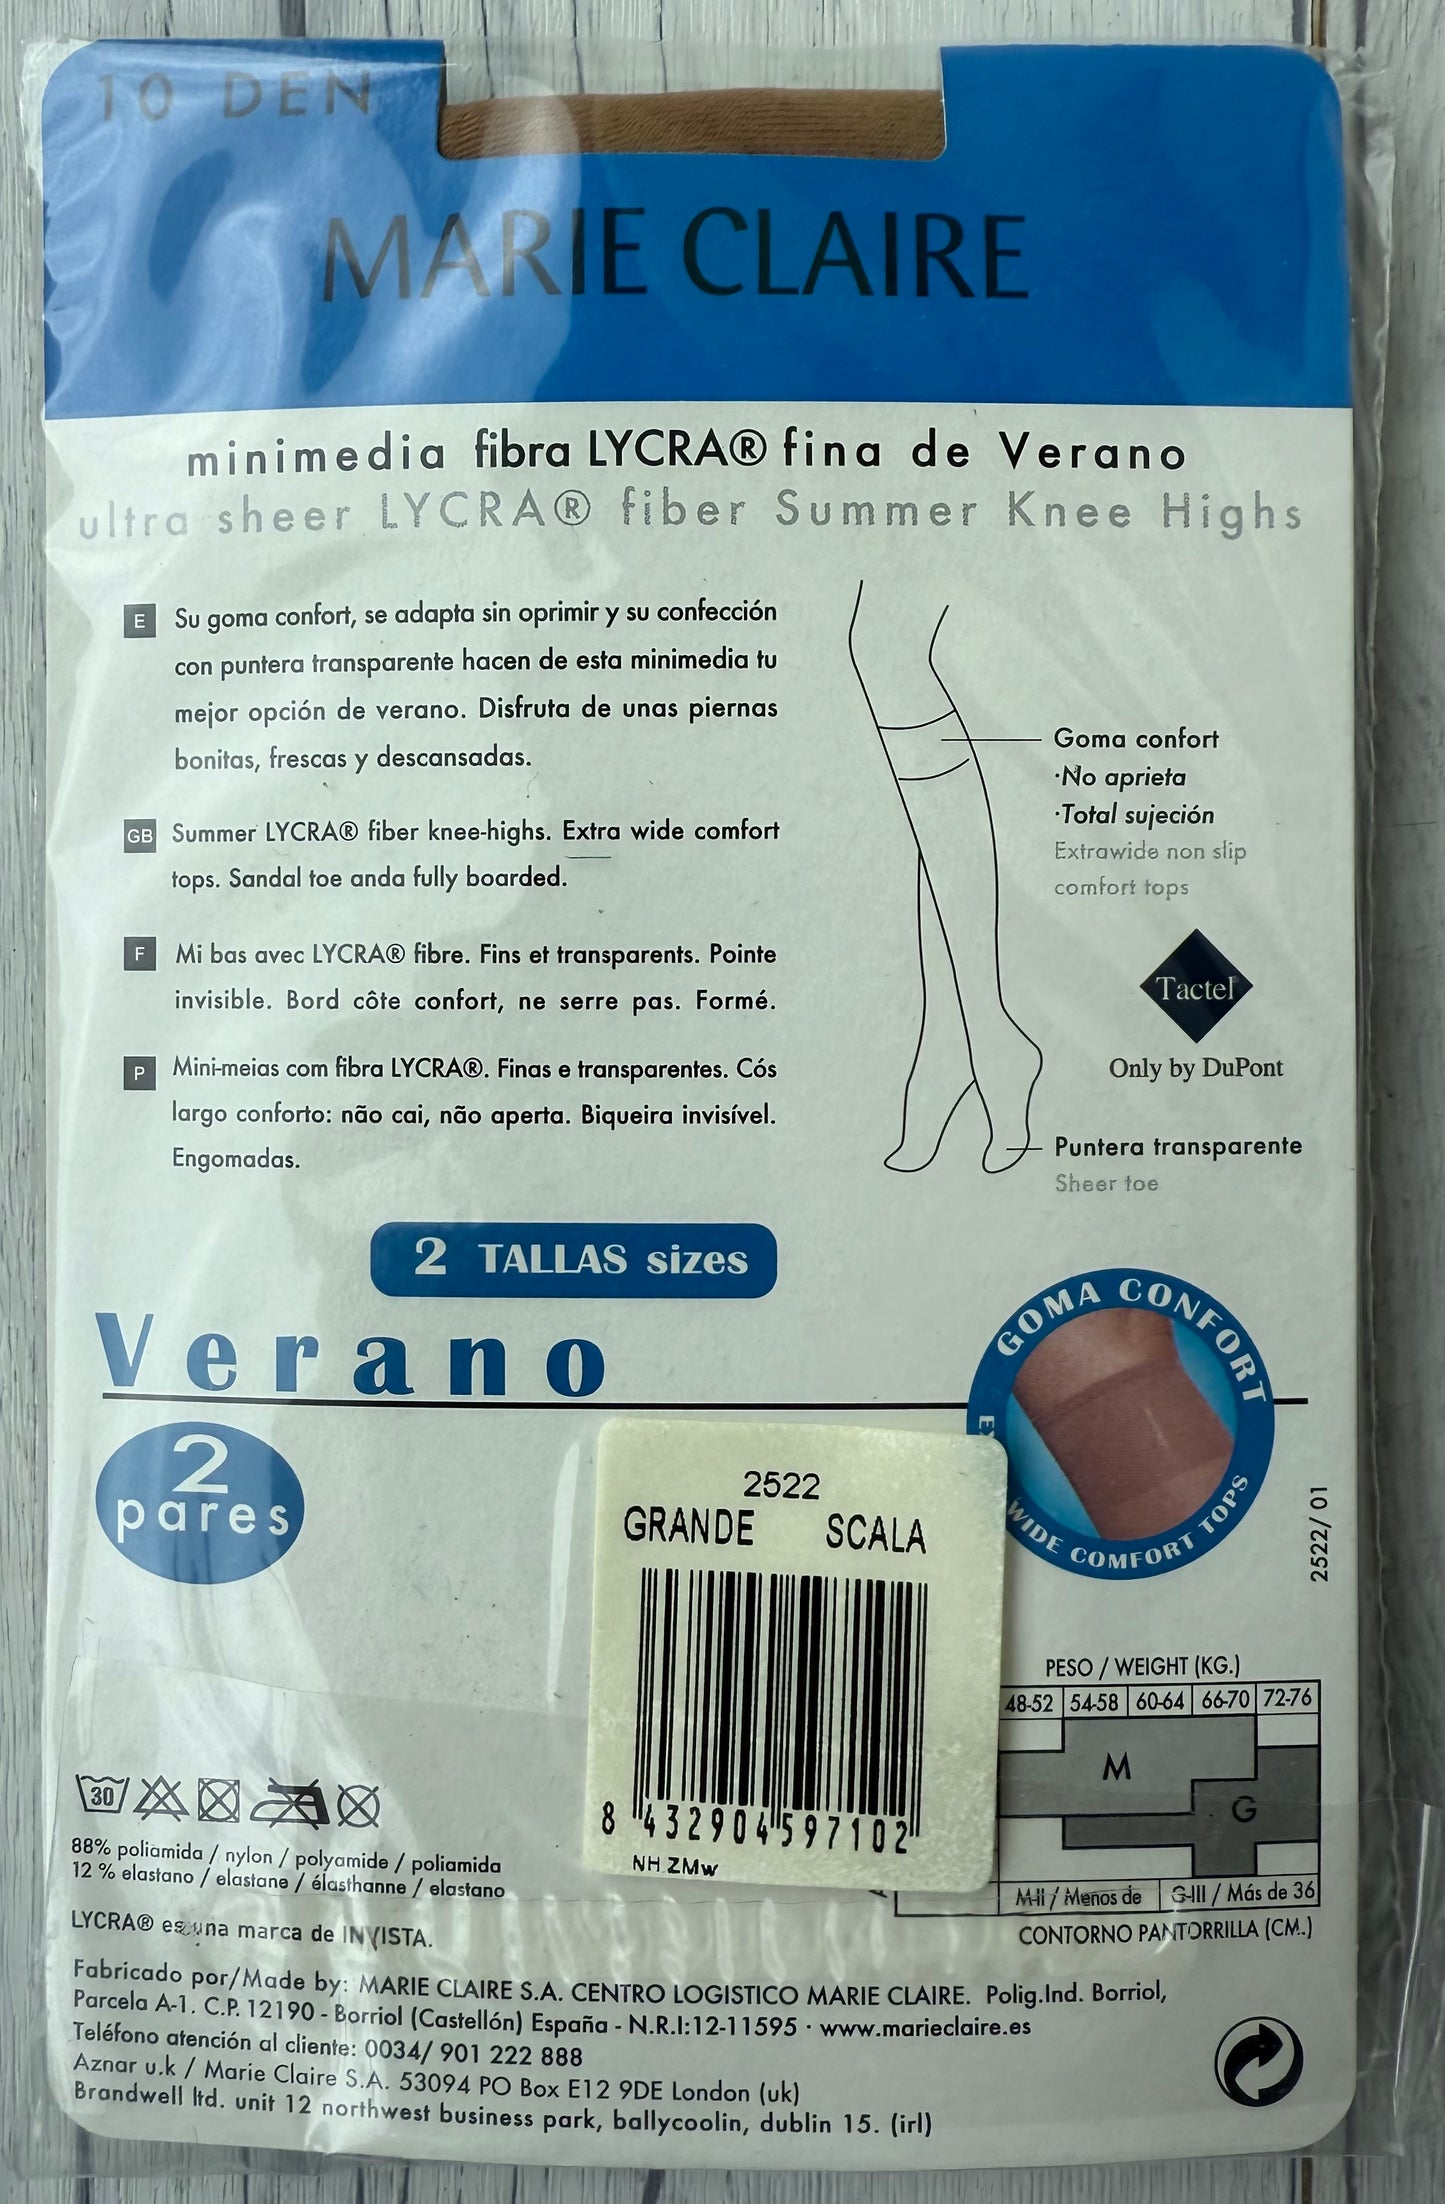 10 DEN
MARIE CLAIRE
minimedia fibra LYCRA® fina de Verano
ultra sheer LYCRA® fiber Summer Knee Highs
E Su goma confort, se adapta sin oprimir y su confección
con puntera transparente hacen de esta minimedia tu
mejor opción de verano. Disfruta de unas piernas
bonitas, frescas y descansadas.
GB Summer LYCRA® fiber knee-highs. Extra wide comfort
tops. Sandal toe anda fully boarded.
F Mi bas avec LYCRA® fibre. Fins et transparents. Pointe
invisible. Bord côte confort, ne serre pas. Formé.
P Mini-meias com fibra LYCRA®. Finas e transparentes. Cós
largo conforto: não cai, não aperta. Biqueira invisível.
Engomadas.
Goma confort
·No aprieta
·Total sujeción
Extrawide non slip
comfort tops
Tactel®
Only by DuPont
Puntera transparente
Sheer toe
2 TALLAS sizes
Verano
2
pares
GOMA CONFORT
WIDE COMFORT TOPS
2522/ 01
2522
GRANDE SCALA
8 432904 597102
NH ZMw
PESO / WEIGHT (KG.)
48-52 54-58 60-64 66-70 72-76
M
G
M-II / Menos de G-III / Más de 36
CONTORNO PANTORRILLA (CM.)
30
88% poliamida / nylon / polyamide / poliamida
12 % elastano / elastane / élasthanne / elastano
LYCRA® es una marca de INVISTA.
Fabricado por/Made by: MARIE CLAIRE S.A. CENTRO LOGISTICO MARIE CLAIRE. Polig.Ind. Borriol,
Parcela A-1. C.P. 12190 - Borriol (Castellón) España - N.R.I:12-11595 · www.marieclaire.es
Teléfono atención al cliente: 0034/ 901 222 888
Aznar u.k / Marie Claire S.A. 53094 PO Box E12 9DE London (uk)
Brandwell ltd. unit 12 northwest business park, ballycoolin, dublin 15. (irl)